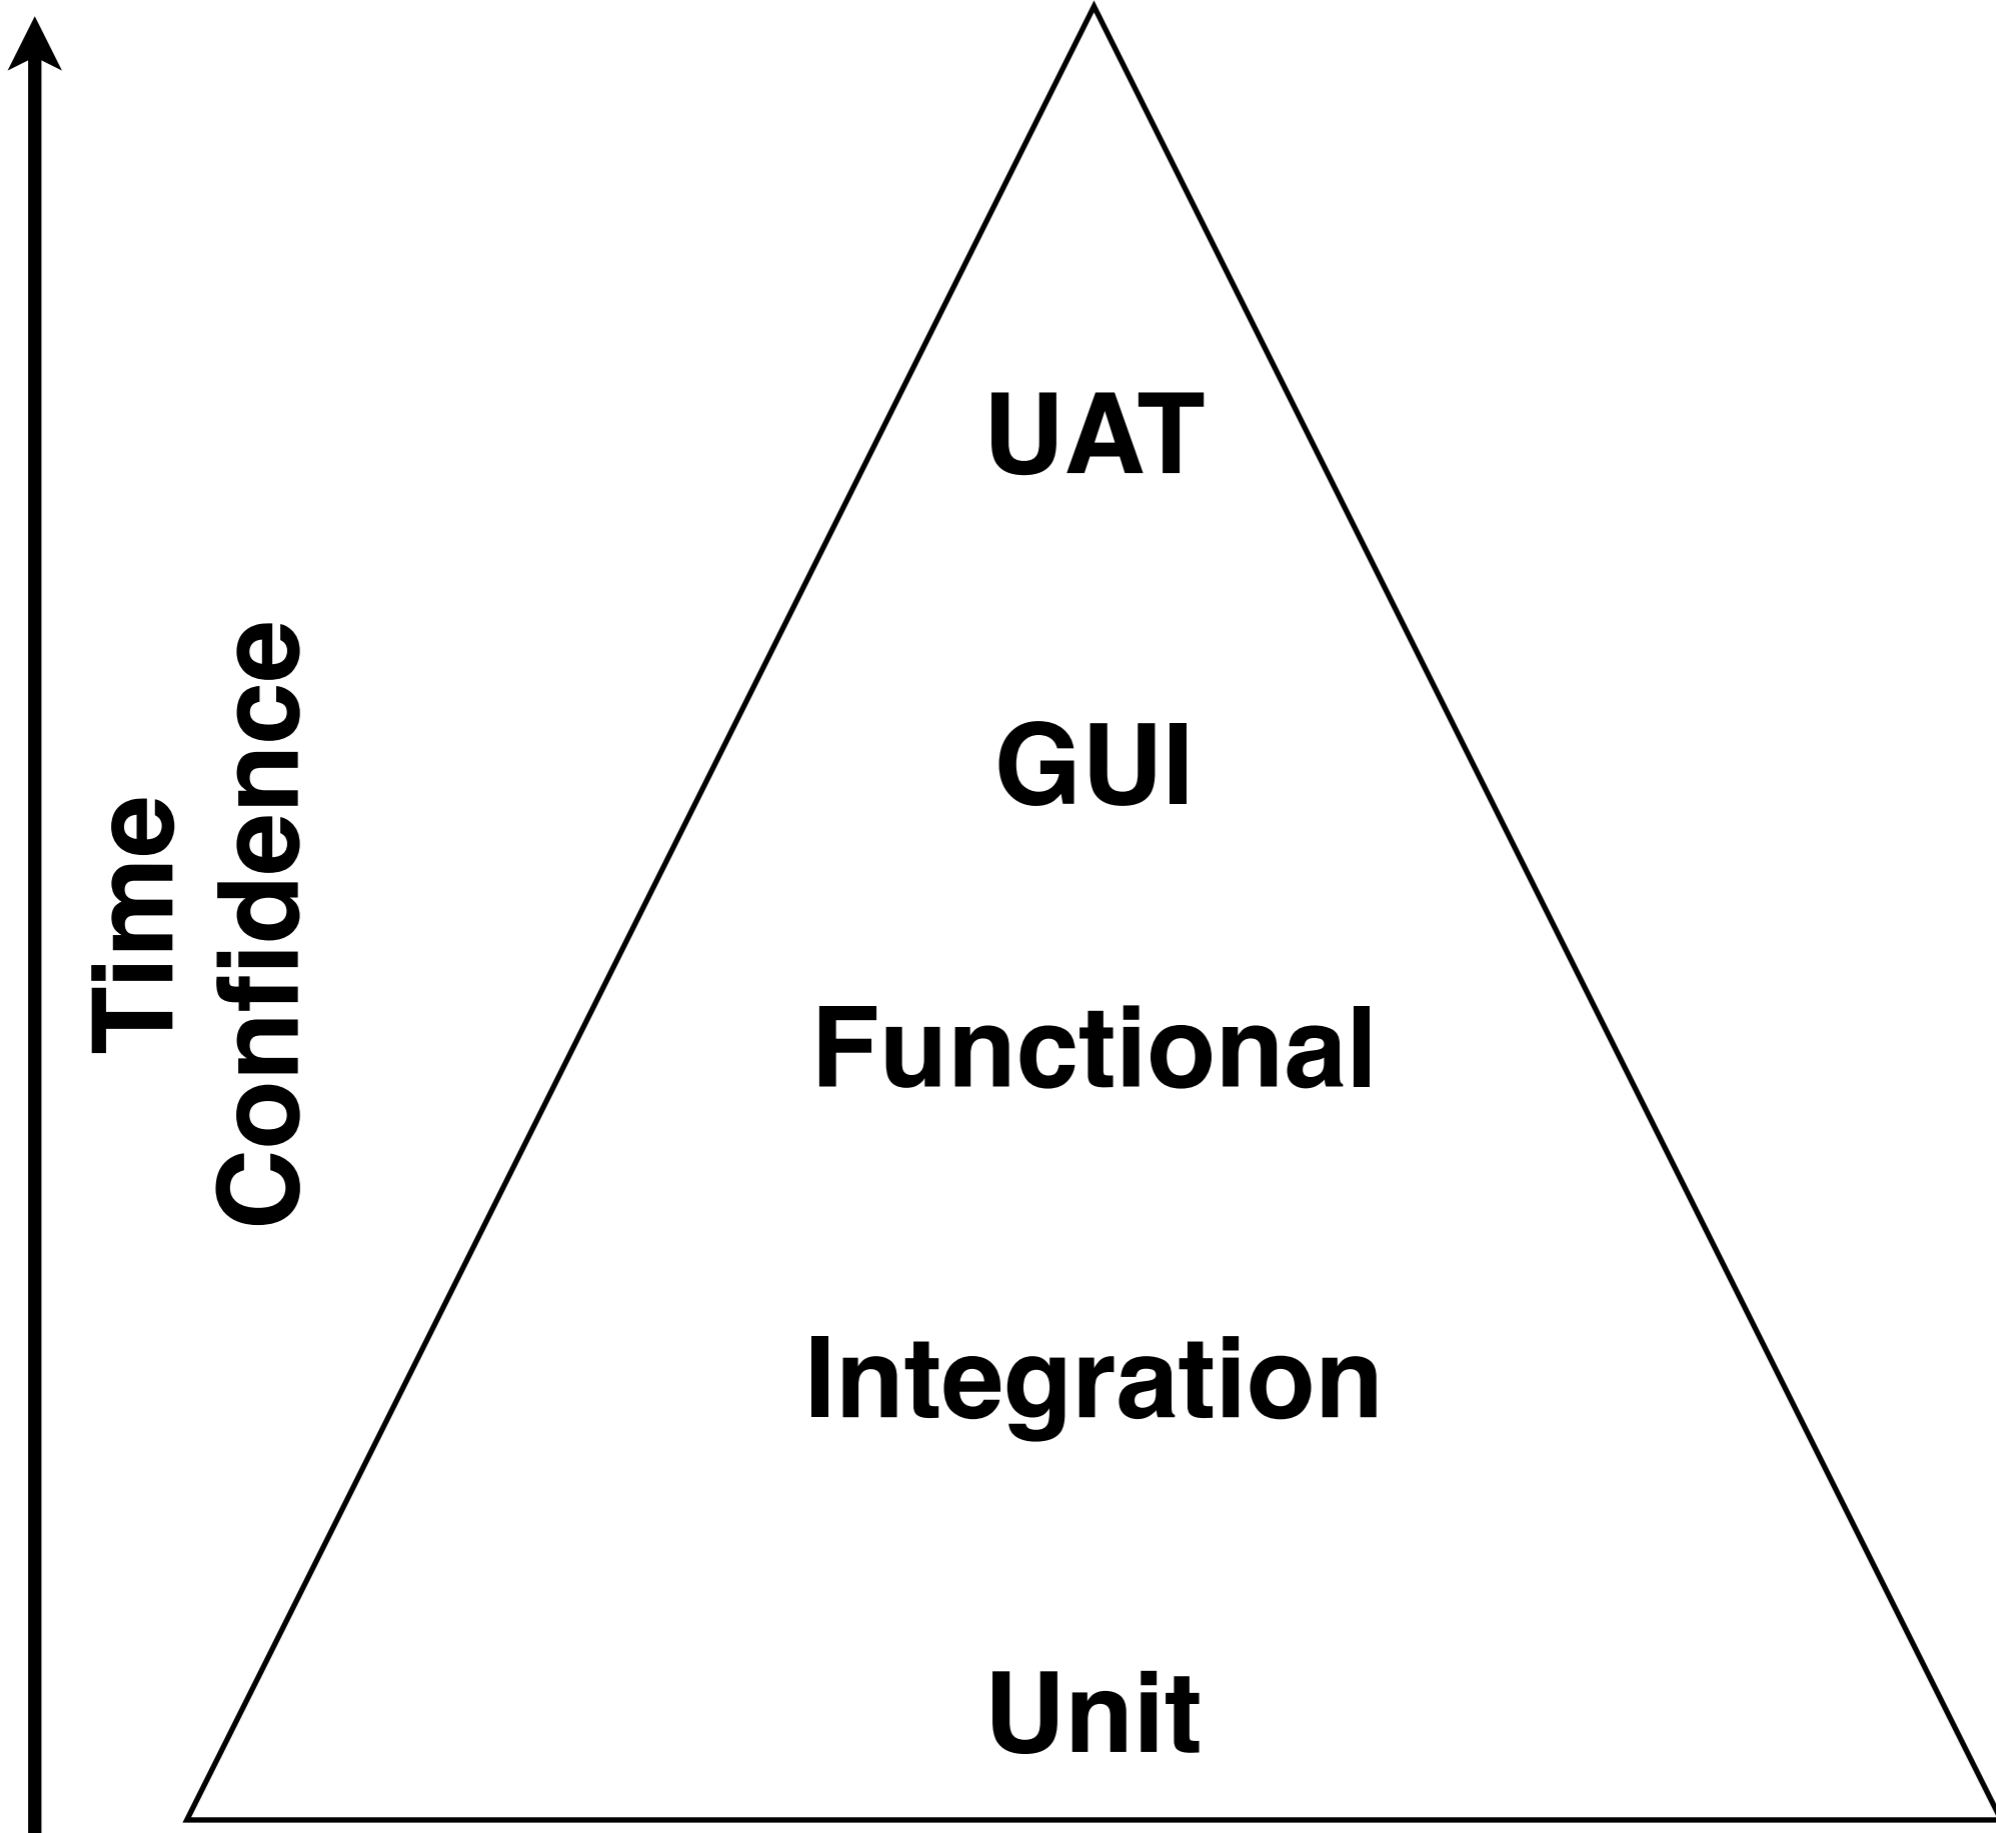 Time
Confidence
UAT
GUI
Functional
Integration
Unit